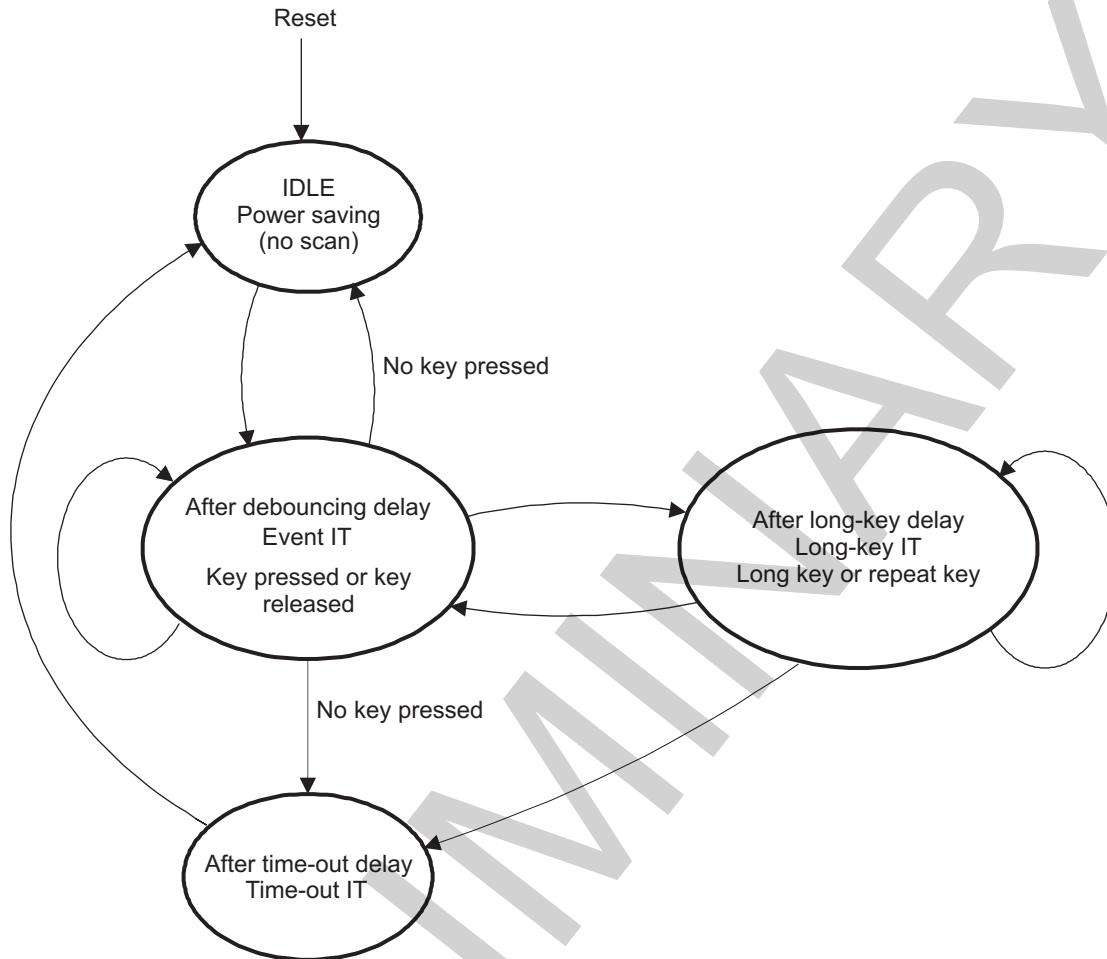 Reset
IDLE
Power saving
(no scan)
No key pressed
After debouncing delay
Event IT
Key pressed or key
released
After long-key delay
Long-key IT
Long key or repeat key
No key pressed
After time-out delay
Time-out IT
IMINARY